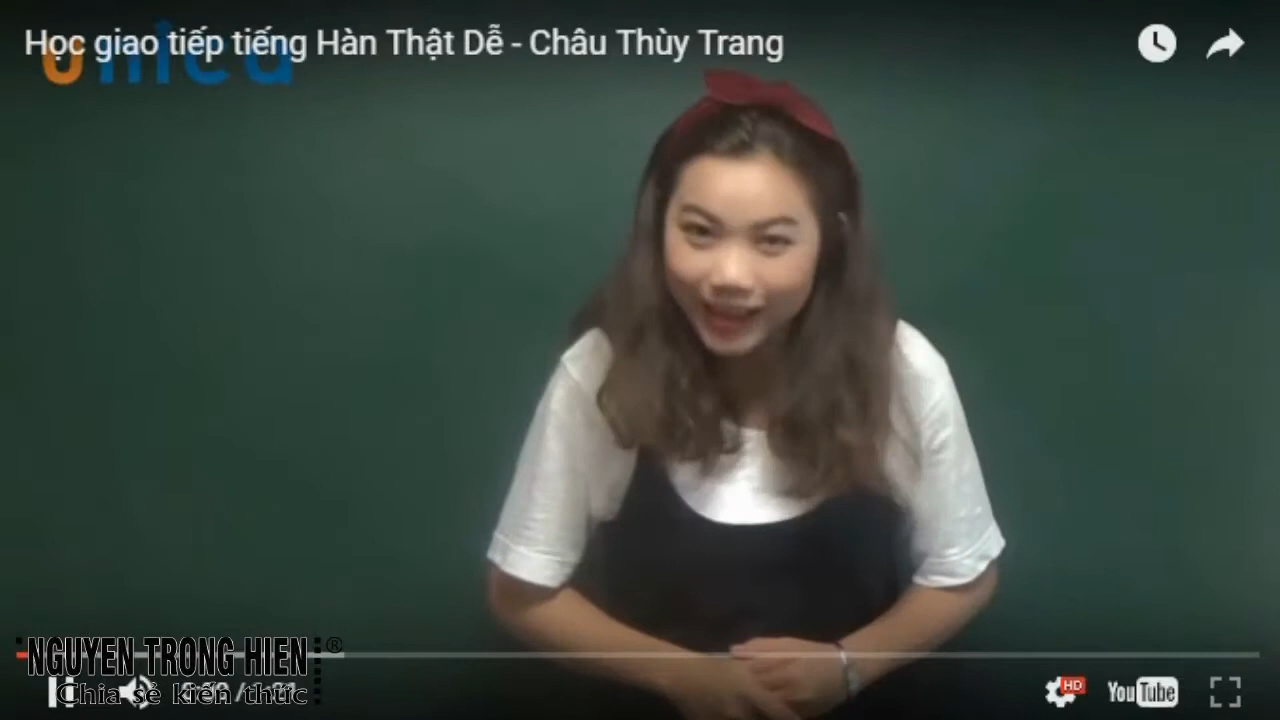 Học giao tiếp tiếng Hàn Thật Dễ - Châu Thùy Trang
unica
NGUYEN TRONG HIEN ®
Chia sẻ kiến thức
HD
YouTube